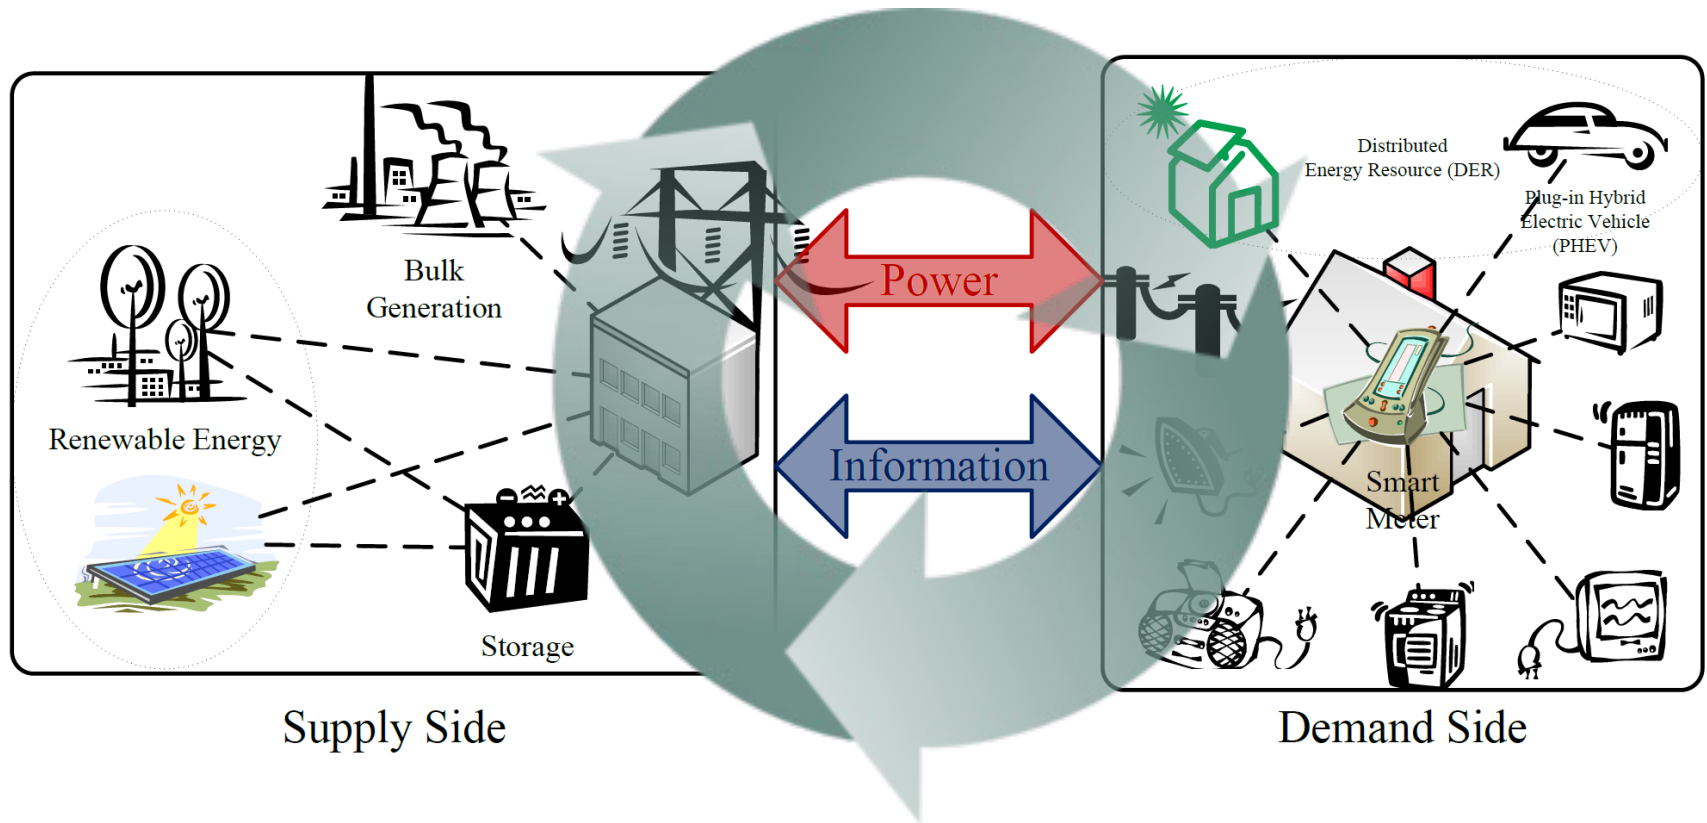 Bulk
Generation
Renewable Energy
Storage
Supply Side
Power
Information
Distributed
Energy Resource (DER)
Plug-in Hybrid
Electric Vehicle
(PHEV)
Smart
Meter
Demand Side